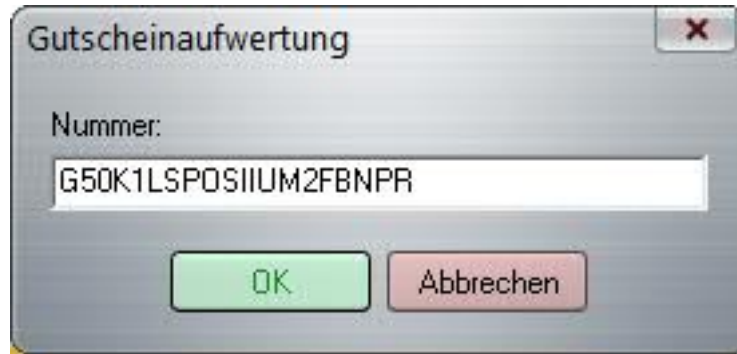 Gutscheinaufwertung
Nummer:
G50K1LSPOSIIUM2FBNPR
OK
Abbrechen